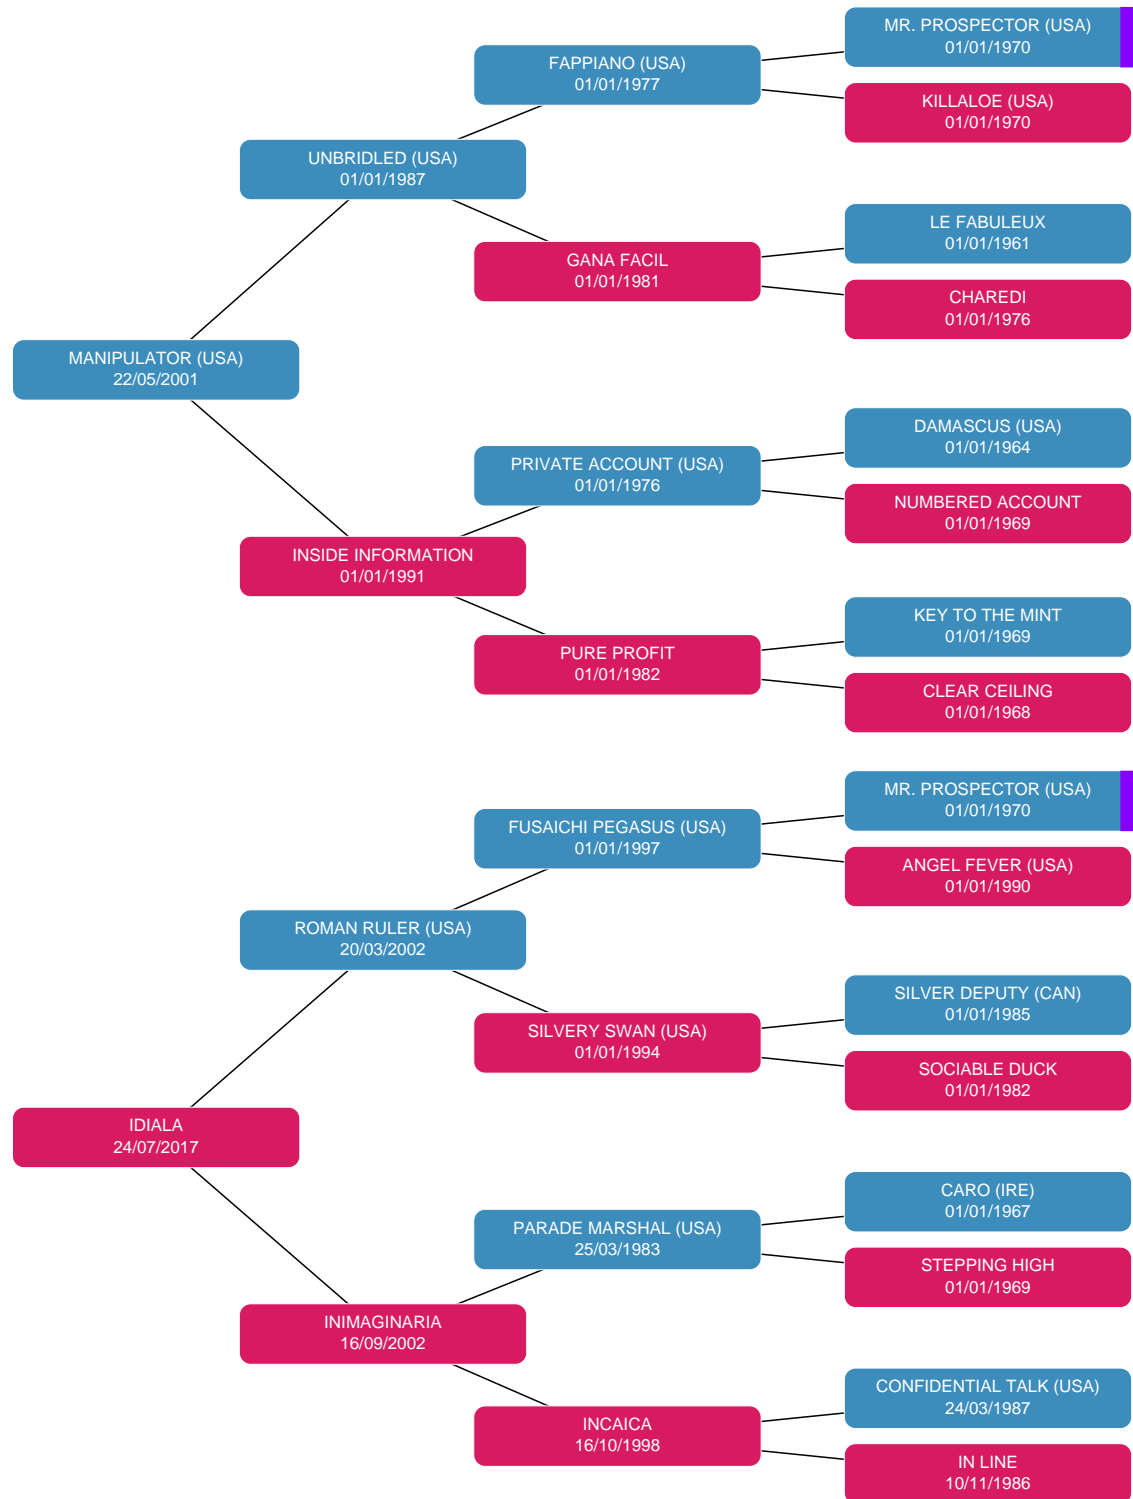 MR. PROSPECTOR (USA)
01/01/1970
FAPPIANO (USA)
01/01/1977
KILLALOE (USA)
01/01/1970
UNBRIDLED (USA)
01/01/1987
LE FABULEUX
01/01/1961
GANA FACIL
01/01/1981
CHAREDI
01/01/1976
MANIPULATOR (USA)
22/05/2001
DAMASCUS (USA)
01/01/1964
PRIVATE ACCOUNT (USA)
01/01/1976
NUMBERED ACCOUNT
01/01/1969
INSIDE INFORMATION
01/01/1991
KEY TO THE MINT
01/01/1969
PURE PROFIT
01/01/1982
CLEAR CEILING
01/01/1968
MR. PROSPECTOR (USA)
01/01/1970
FUSAICHI PEGASUS (USA)
01/01/1997
ANGEL FEVER (USA)
01/01/1990
ROMAN RULER (USA)
20/03/2002
SILVER DEPUTY (CAN)
01/01/1985
SILVERY SWAN (USA)
01/01/1994
SOCIABLE DUCK
01/01/1982
IDIALA
24/07/2017
CARO (IRE)
01/01/1967
PARADE MARSHAL (USA)
25/03/1983
STEPPING HIGH
01/01/1969
INIMAGINARIA
16/09/2002
CONFIDENTIAL TALK (USA)
24/03/1987
INCAICA
16/10/1998
IN LINE
10/11/1986